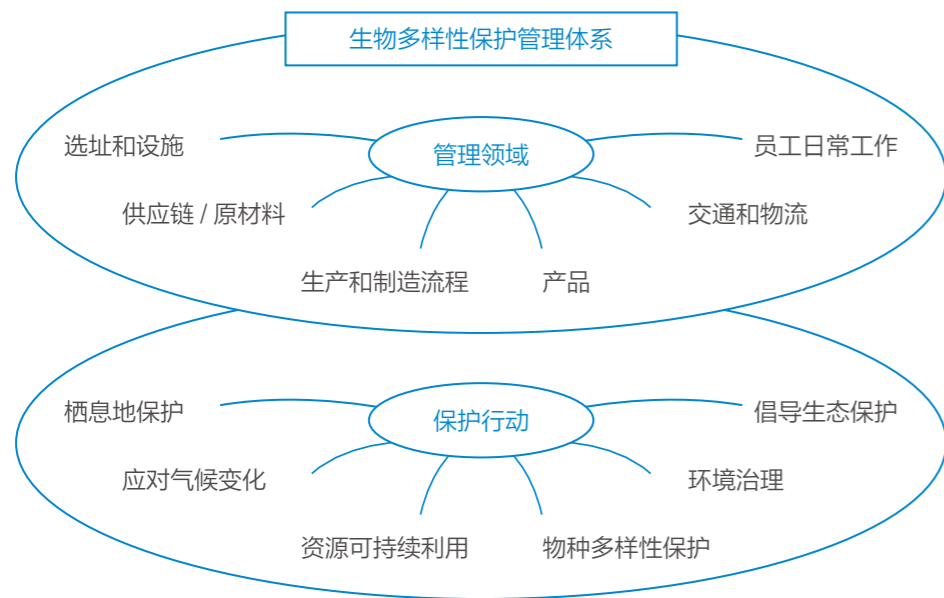 生物多样性保护管理体系
选址和设施
管理领域
员工日常工作
供应链 / 原材料
交通和物流
生产和制造流程
产品
栖息地保护
保护行动
倡导生态保护
应对气候变化
环境治理
资源可持续利用
物种多样性保护